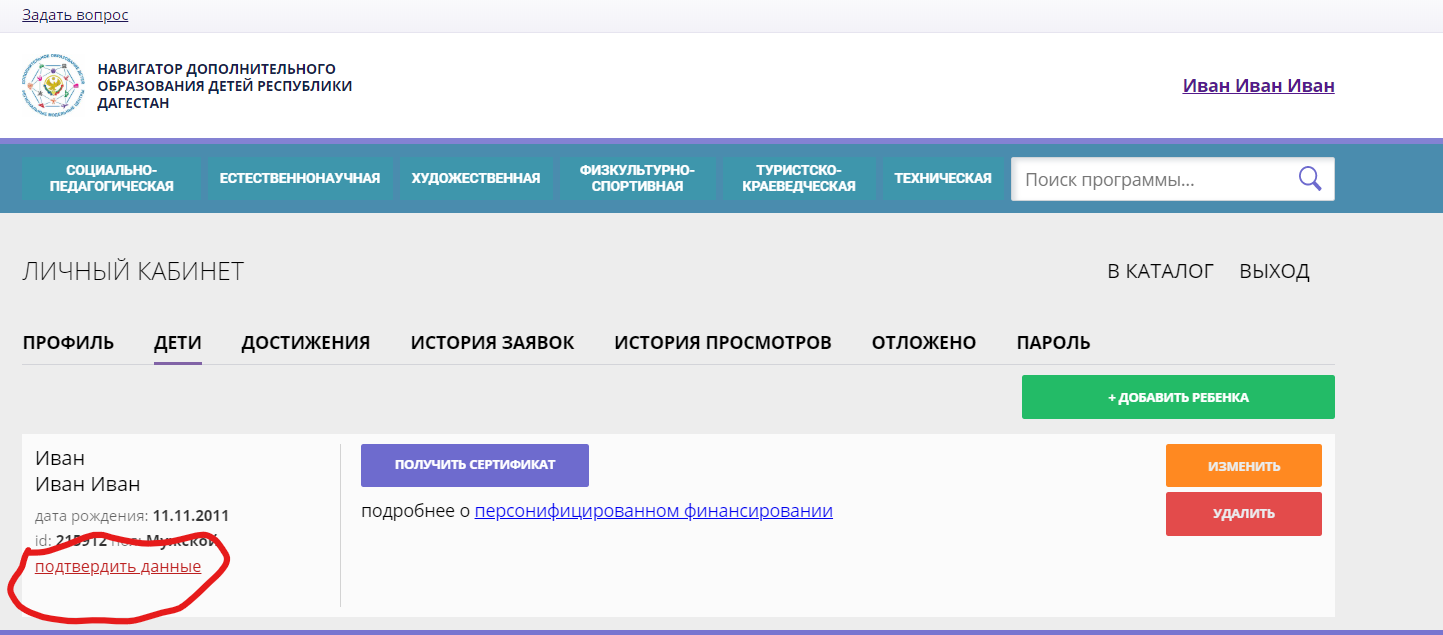 Задать вопрос
НАВИГАТОР ДОПОЛНИТЕЛЬНОГО
ОБРАЗОВАНИЯ ДЕТЕЙ РЕСПУБЛИКИ
ДАГЕСТАН
Иван Иван Иван
СОЦИАЛЬНО-
ПЕДАГОГИЧЕСКАЯ
ЕСТЕСТВЕННОНАУЧНАЯ
ХУДОЖЕСТВЕННАЯ
ФИЗКУЛЬТУРНО-
СПОРТИВНАЯ
ТУРИСТСКО-
КРАЕВЕДЧЕСКАЯ
ТЕХНИЧЕСКАЯ
Поиск программы...
ЛИЧНЫЙ КАБИНЕТ
В КАТАЛОГ ВЫХОД
ПРОФИЛЬ ДЕТИ ДОСТИЖЕНИЯ ИСТОРИЯ ЗАЯВОК ИСТОРИЯ ПРОСМОТРОВ ОТЛОЖЕНО ПАРОЛЬ
+ ДОБАВИТЬ РЕБЕНКА
Иван
Иван Иван
дата рождения: 11.11.2011
id: 215912 пол: Мужской
подтвердить данные
ПОЛУЧИТЬ СЕРТИФИКАТ
подробнее о персонифицированном финансировании
ИЗМЕНИТЬ
УДАЛИТЬ